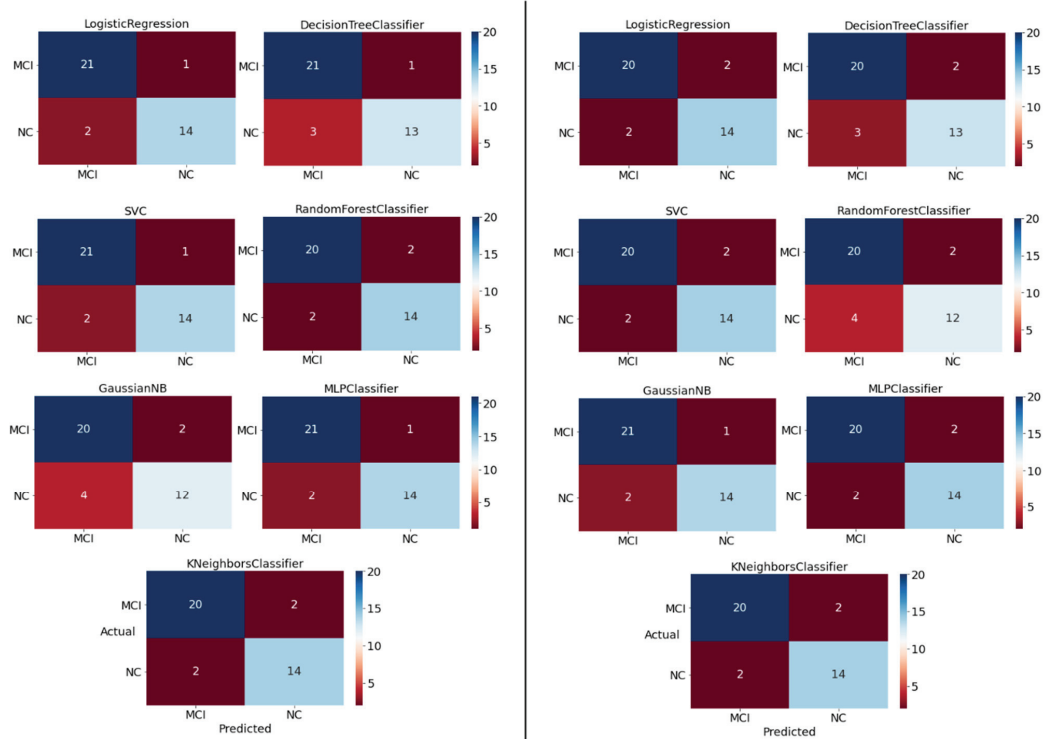 LogisticRegression DecisionTreeClassifier
20
MCI 21 1 MCI 21 1
15
10
NC 2 14 NC 3 13
5
MCI NC MCI NC
SVC RandomForestClassifier
20
MCI 21 1 MCI 20 2
15
10
NC 2 14 NC 2 14
5
MCI NC MCI NC
GaussianNB MLPClassifier
20
MCI 20 2 MCI 21 1
15
10
NC 4 12 NC 2 14
5
MCI NC MCI NC
KNeighborsClassifier
20
MCI 20 2
15
Actual
10
NC 2 14
5
MCI NC
Predicted
LogisticRegression DecisionTreeClassifier
20
MCI 20 2 MCI 20 2
15
10
NC 2 14 NC 3 13
5
MCI NC MCI NC
SVC RandomForestClassifier
20
MCI 20 2 MCI 20 2
15
10
NC 2 14 NC 4 12
5
MCI NC MCI NC
GaussianNB MLPClassifier
20 20
MCI 21 1 MCI 20 2
15 15
10 10
NC 2 14 NC 2 14
5 5
MCI NC MCI NC
KNeighborsClassifier
20
MCI 20 2
15
Actual
10
NC 2 14
5
MCI NC
Predicted